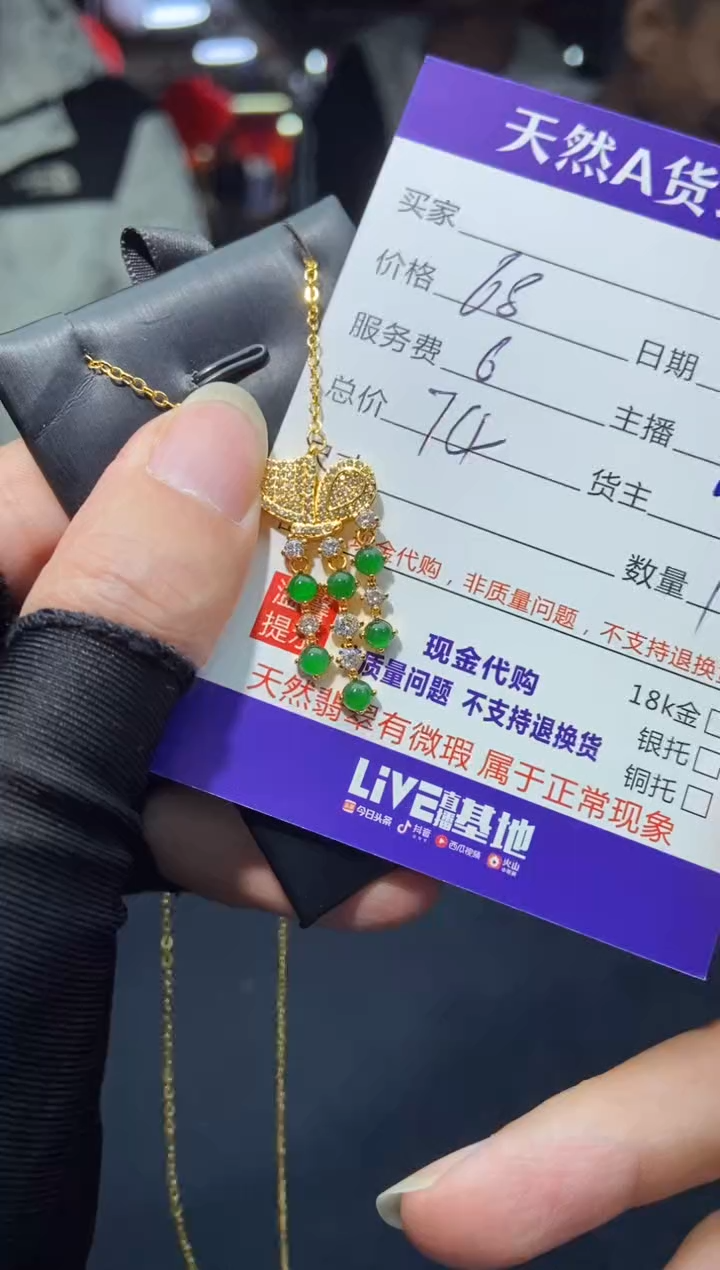 天然A货
买家
价格 68
日期
服务费 6
主播
总价 74
货主
数量
金代购，非质量问题，不支持退换
提示
现金代购
18k金
质量问题 不支持退换货
银托
天然翡翠有微瑕 属于正常现象
铜托
LiVE直播基地
今日头条 抖音 西瓜视频 火山